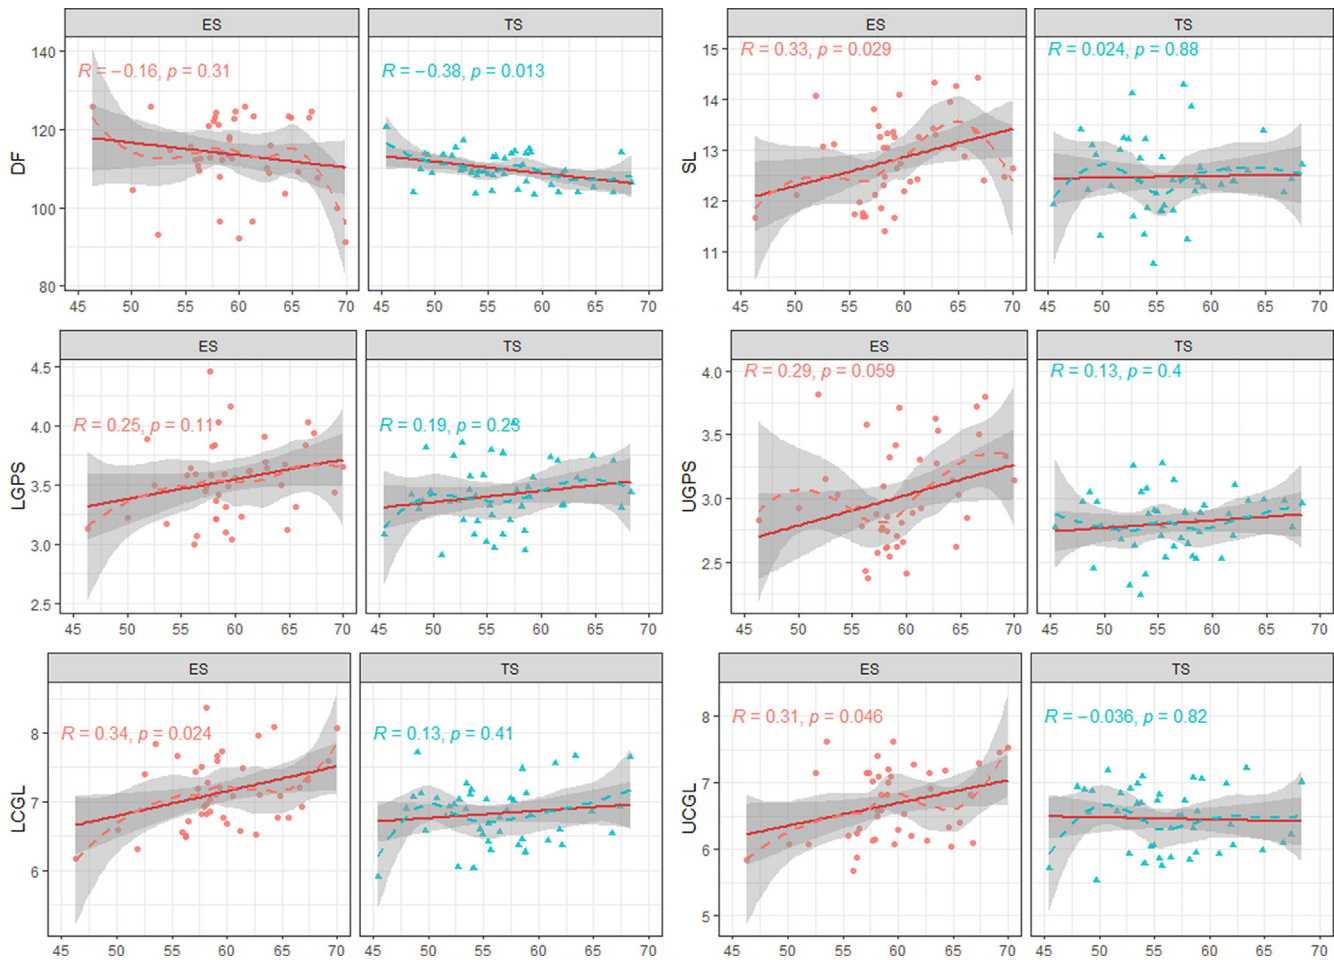 ES TS
DF
140
120
100
80
R = −0.16, p = 0.31
R = −0.38, p = 0.013
45 50 55 60 65 70 45 50 55 60 65 70
ES TS
SL
15
14
13
12
11
R = 0.33, p = 0.029
R = 0.024, p = 0.88
45 50 55 60 65 70 45 50 55 60 65 70
ES TS
LGPS
4.5
4.0
3.5
3.0
2.5
R = 0.25, p = 0.11
R = 0.19, p = 0.23
45 50 55 60 65 70 45 50 55 60 65 70
ES TS
UGPS
4.0
3.5
3.0
2.5
R = 0.29, p = 0.059
R = 0.13, p = 0.4
45 50 55 60 65 70 45 50 55 60 65 70
ES TS
LCGL
8
7
6
R = 0.34, p = 0.024
R = 0.13, p = 0.41
45 50 55 60 65 70 45 50 55 60 65 70
ES TS
UCGL
8
7
6
5
R = 0.31, p = 0.046
R = −0.036, p = 0.82
45 50 55 60 65 70 45 50 55 60 65 70